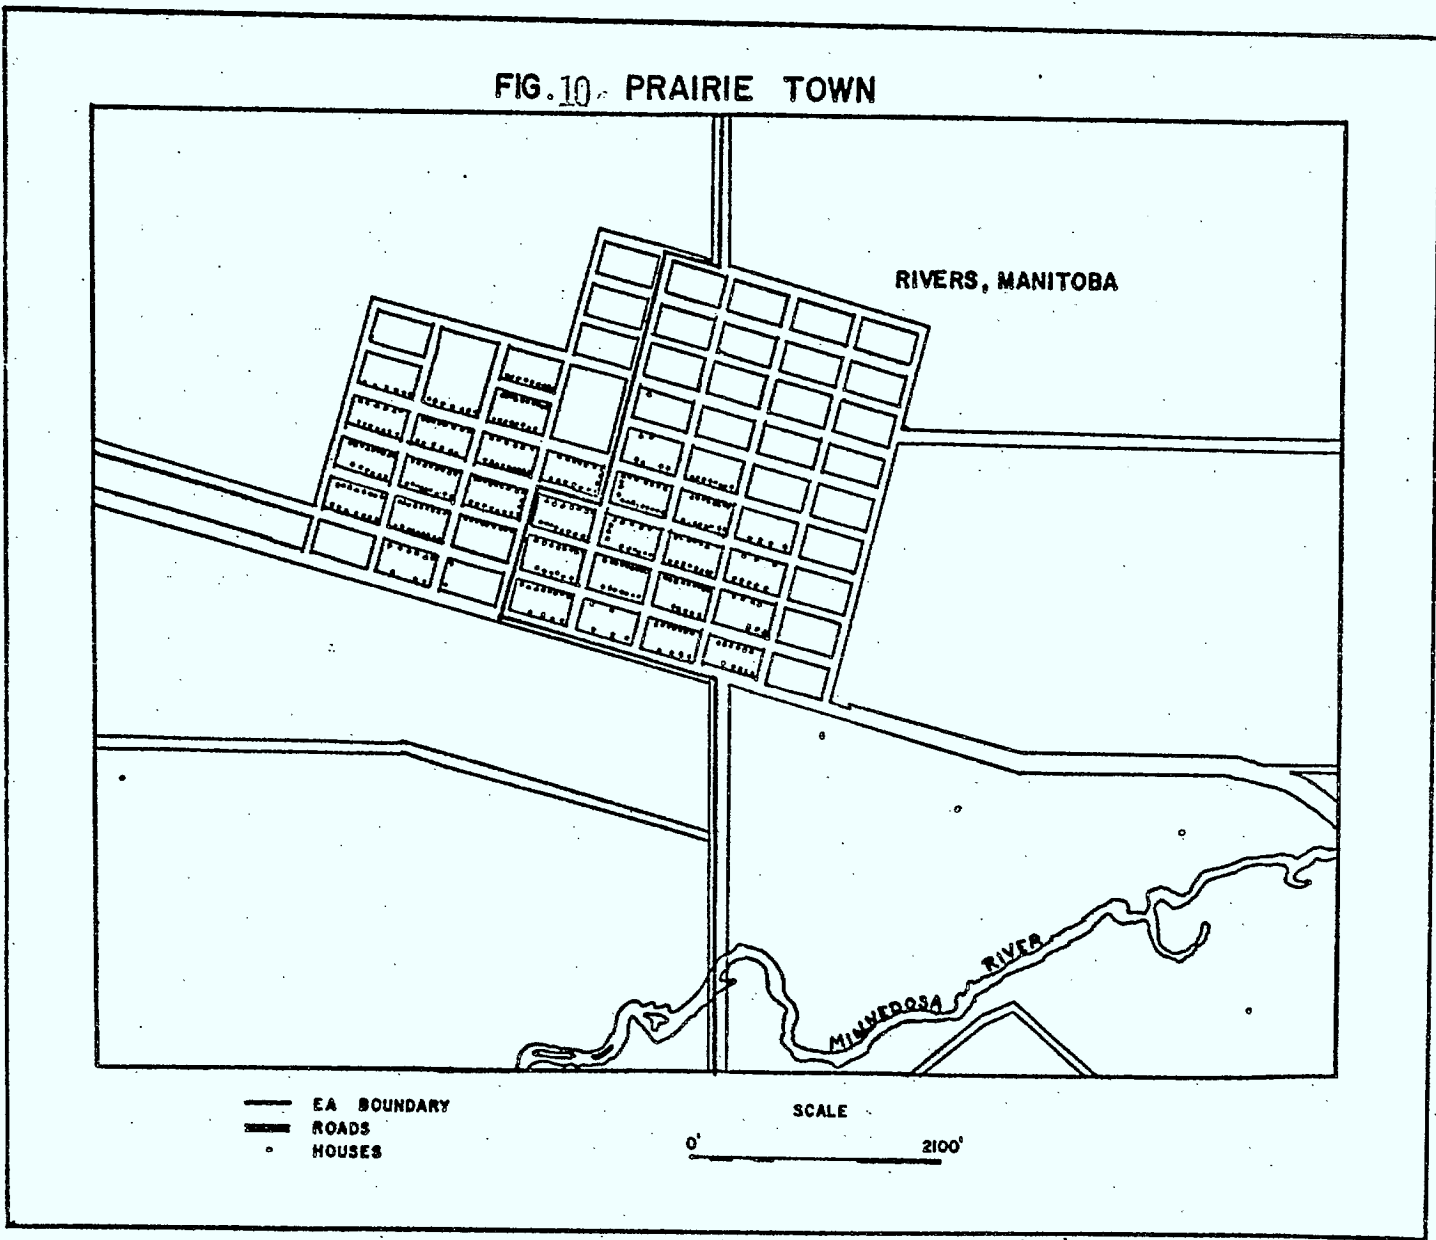 FIG. 10. PRAIRIE TOWN
RIVERS, MANITOBA
MINNEDOSA RIVER
EA BOUNDARY
ROADS
HOUSES
SCALE
0' 2100'